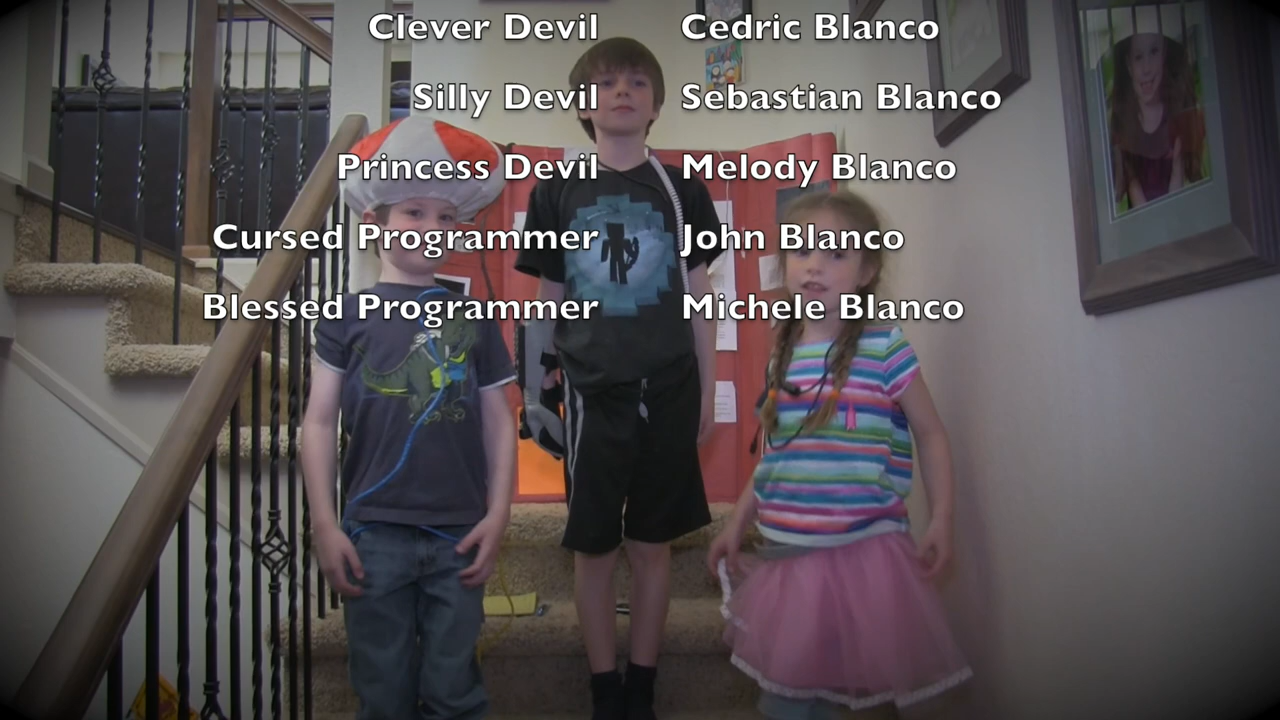 Clever Devil Cedric Blanco
Silly Devil Sebastian Blanco
Princess Devil Melody Blanco
Cursed Programmer John Blanco
Blessed Programmer Michele Blanco